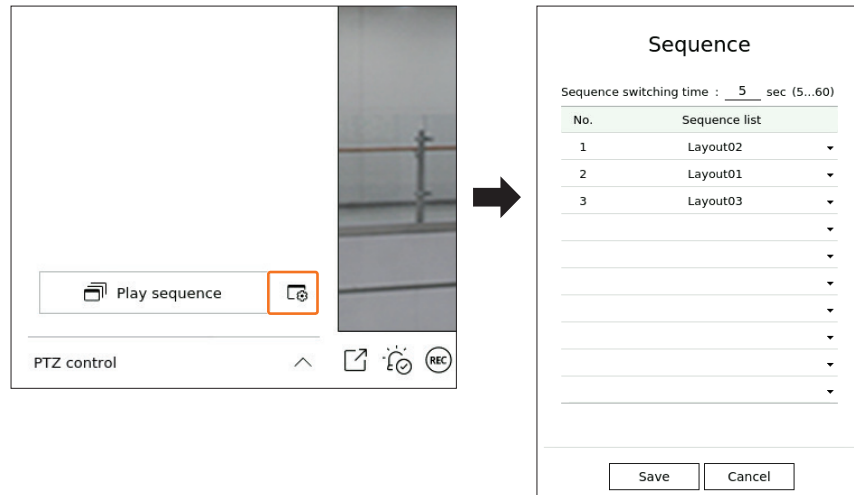 Play sequence
PTZ control
REC
Sequence
Sequence switching time : 5 sec (5...60)
No. Sequence list
1 Layout02
2 Layout01
3 Layout03
Save Cancel